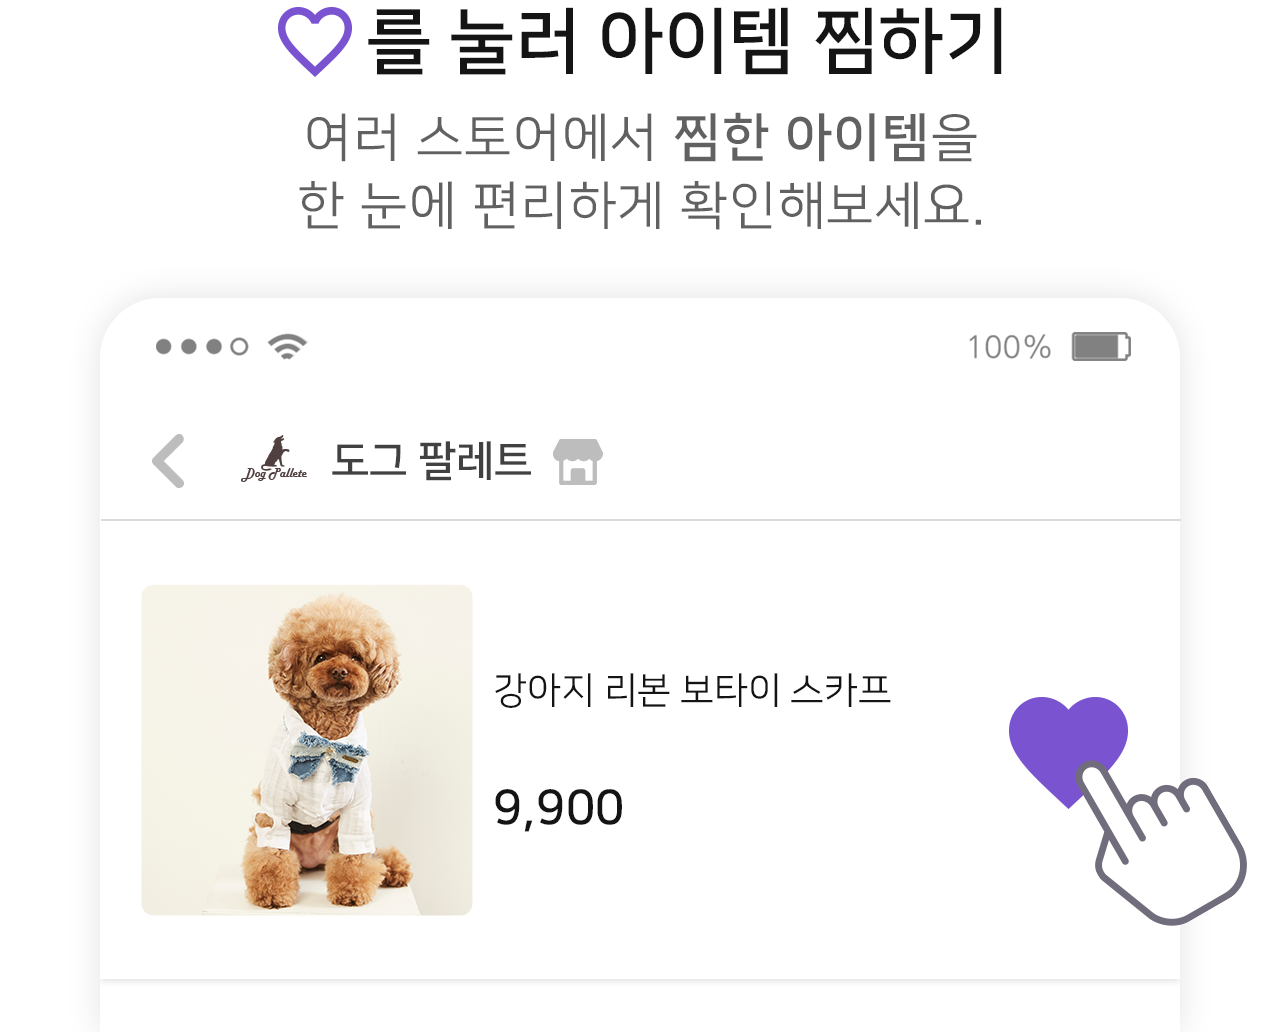 를 눌러 아이템 찜하기
여러 스토어에서 찜한 아이템을
한 눈에 편리하게 확인해보세요.
100%
Dog Pallete
도그 팔레트
강아지 리본 보타이 스카프
9,900